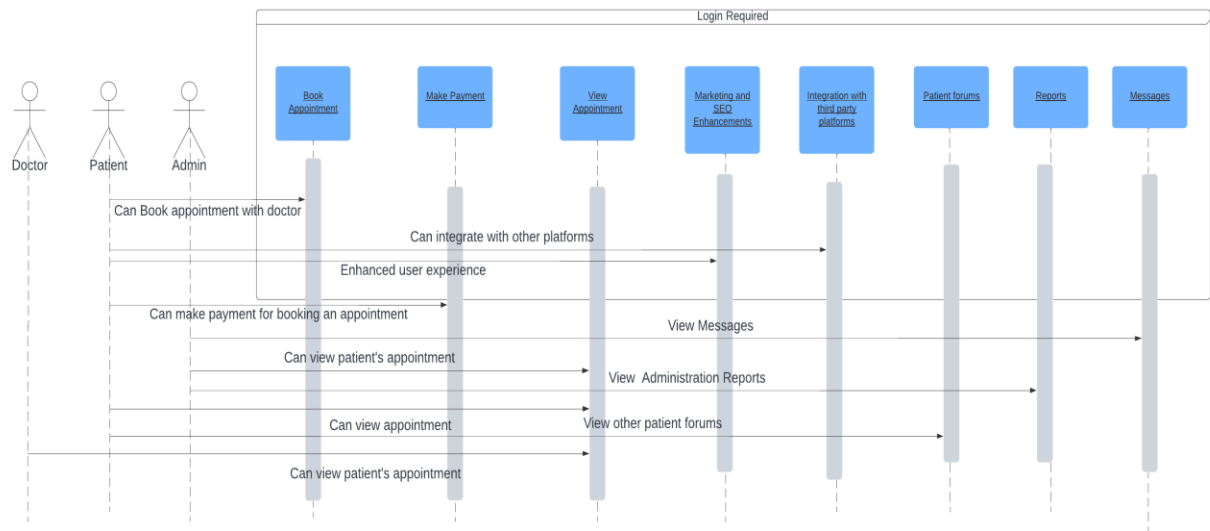 Login Required
Book
Appointment
Make Payment
View
Appointment
Marketing and
SEO
Enhancements
Integration with
third party
platforms
Patient forums
Reports
Messages
Doctor
Patient
Admin
Can Book appointment with doctor
Can integrate with other platforms
Enhanced user experience
Can make payment for booking an appointment
View Messages
Can view patient's appointment
View Administration Reports
Can view appointment
View other patient forums
Can view patient's appointment